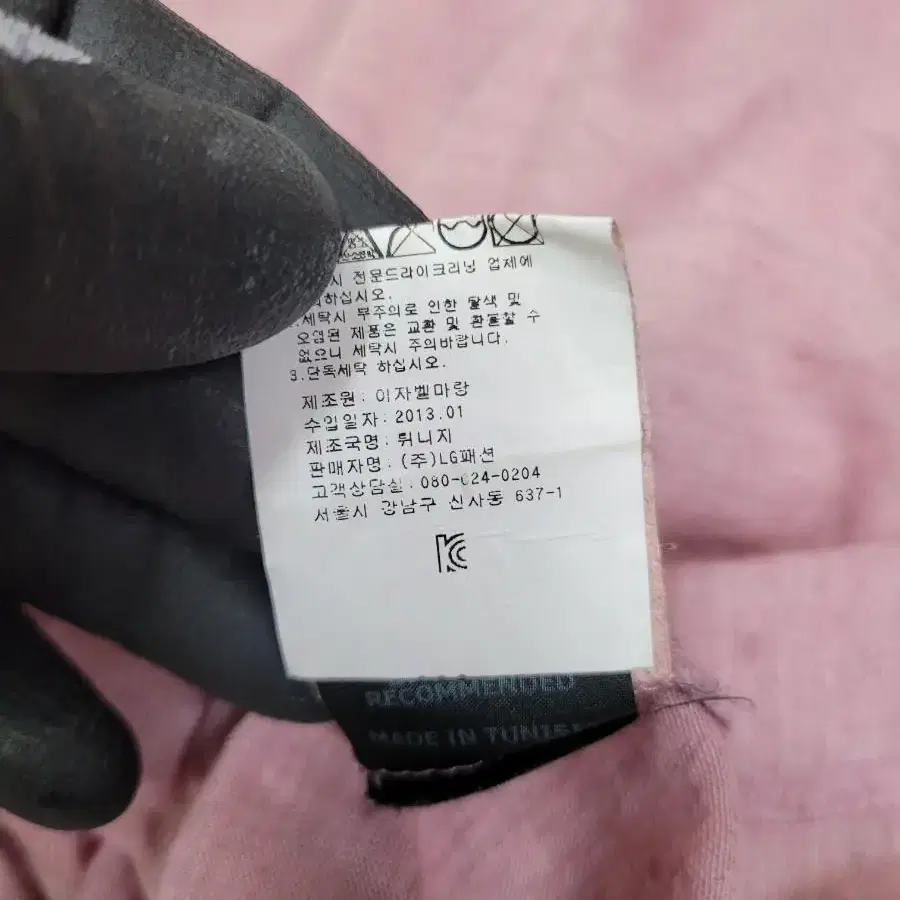 시 전문드라이크리닝 업체에
하십시오.
세탁시 부주의로 인한 탈색 및
오염된 제품은 교환 및 환불할 수
없으니 세탁시 주의바랍니다.
3.단독세탁 하십시오.
제조원: 이자벨마랑
수입일자: 2013.01
제조국명: 튀니지
판매자명: (주)LG패션
고객상담실: 080-024-0204
서울시 강남구 신사동 637-1
RECOMMENDED
MADE IN TUNISIA